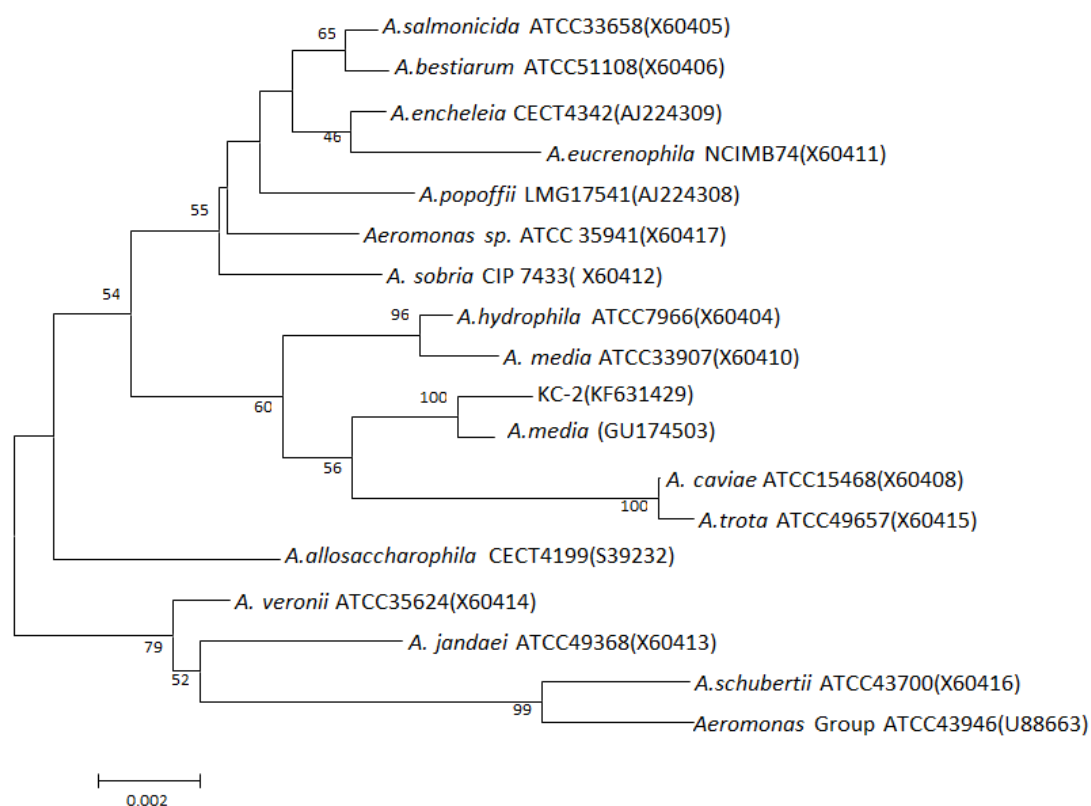 65
A.salmonicida ATCC33658(X60405)
A.bestiarum ATCC51108(X60406)
A.encheleia CECT4342(AJ224309)
46
A.eucrenophila NCIMB74(X60411)
A.popoffii LMG17541(AJ224308)
55
Aeromonas sp. ATCC 35941(X60417)
A. sobria CIP 7433( X60412)
54
96
A.hydrophila ATCC7966(X60404)
A. media ATCC33907(X60410)
60
100
KC-2(KF631429)
A.media (GU174503)
56
A. caviae ATCC15468(X60408)
100
A.trota ATCC49657(X60415)
A.allosaccharophila CECT4199(S39232)
A. veronii ATCC35624(X60414)
79
A. jandaei ATCC49368(X60413)
52
A.schubertii ATCC43700(X60416)
99
Aeromonas Group ATCC43946(U88663)
0.002